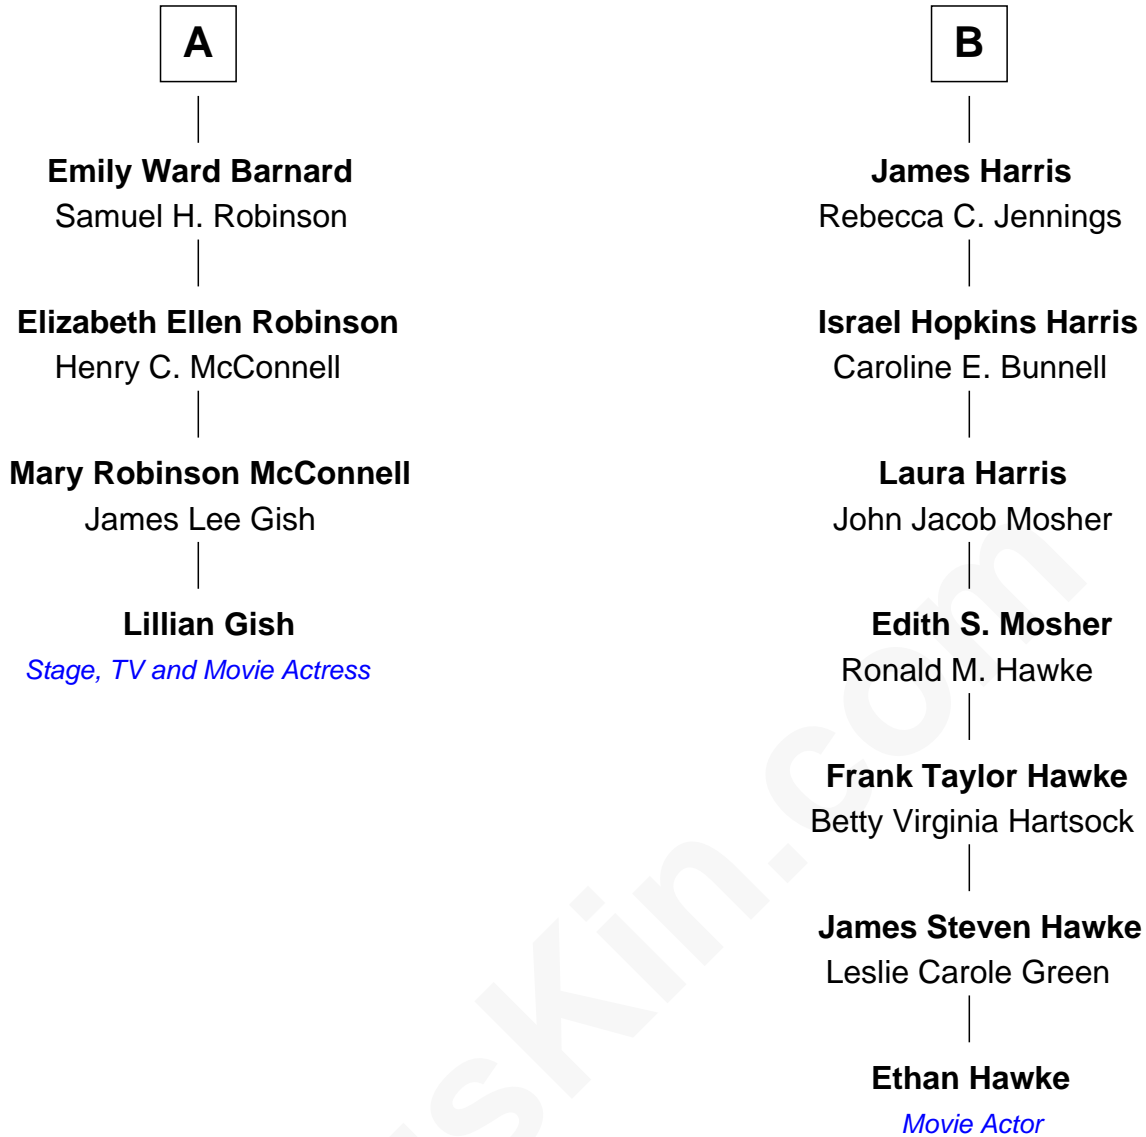 A
Emily Ward Barnard
Samuel H. Robinson
Elizabeth Ellen Robinson
Henry C. McConnell
Mary Robinson McConnell
James Lee Gish
Lillian Gish
Stage, TV and Movie Actress
B
James Harris
Rebecca C. Jennings
Israel Hopkins Harris
Caroline E. Bunnell
Laura Harris
John Jacob Mosher
Edith S. Mosher
Ronald M. Hawke
Frank Taylor Hawke
Betty Virginia Hartsock
James Steven Hawke
Leslie Carole Green
Ethan Hawke
Movie Actor
sKin.com